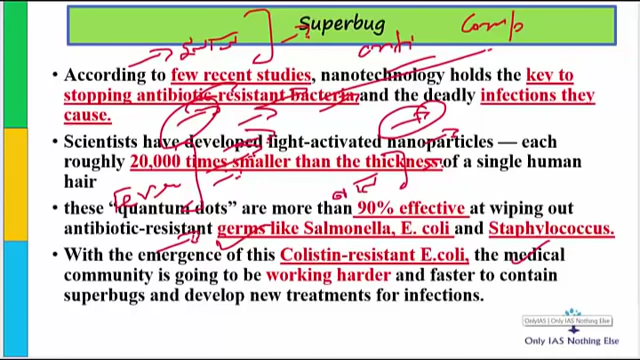 Superbug
According to few recent studies, nanotechnology holds the key to
stopping antibiotic-resistant bacteria and the deadly infections they
cause.
Scientists have developed light-activated nanoparticles — each
roughly 20,000 times smaller than the thickness of a single human
hair
these “quantum dots” are more than 90% effective at wiping out
antibiotic-resistant germs like Salmonella, E. coli and Staphylococcus.
With the emergence of this Colistin-resistant E.coli, the medical
community is going to be working harder and faster to contain
superbugs and develop new treatments for infections.
OnlyIAS | Only IAS Nothing Else
Only IAS Nothing Else